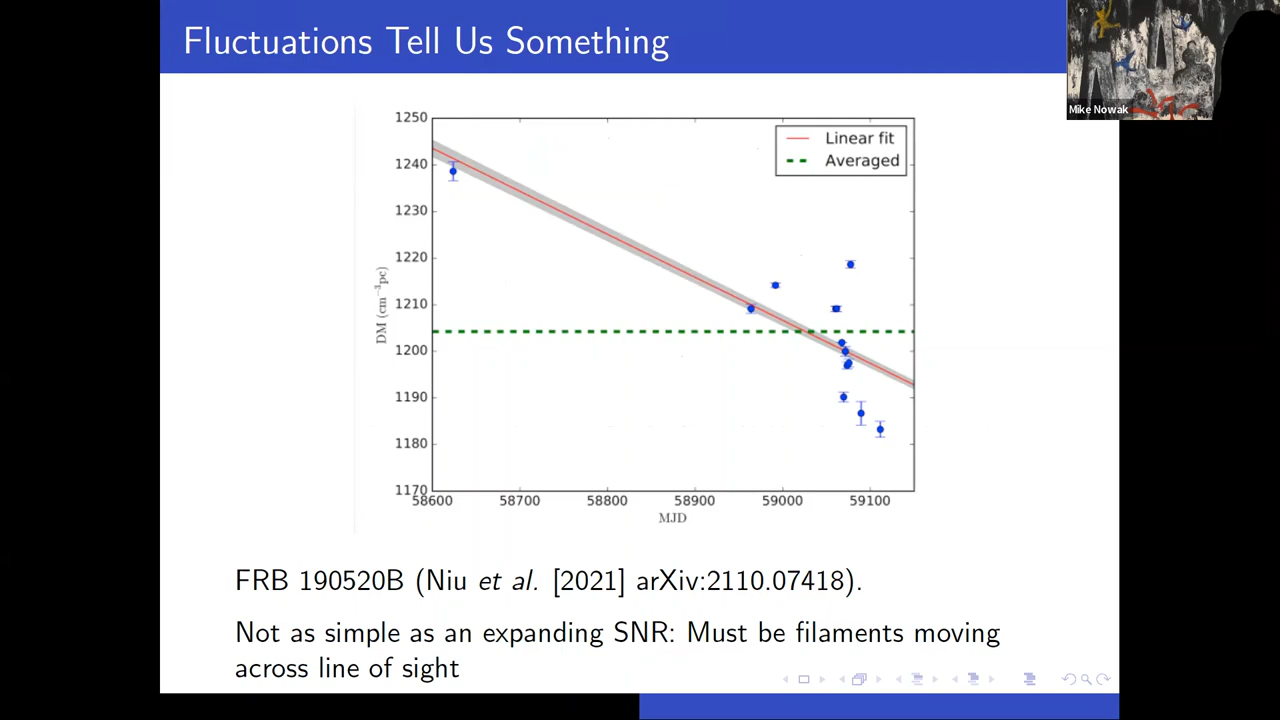 Fluctuations Tell Us Something
Mike Nowak
1250
1240
1230
1220
1210
1200
1190
1180
1170
DM (cm⁻³pc)
Linear fit
Averaged
58600 58700 58800 58900 59000 59100
MJD
FRB 190520B (Niu et al. [2021] arXiv:2110.07418).
Not as simple as an expanding SNR: Must be filaments moving
across line of sight